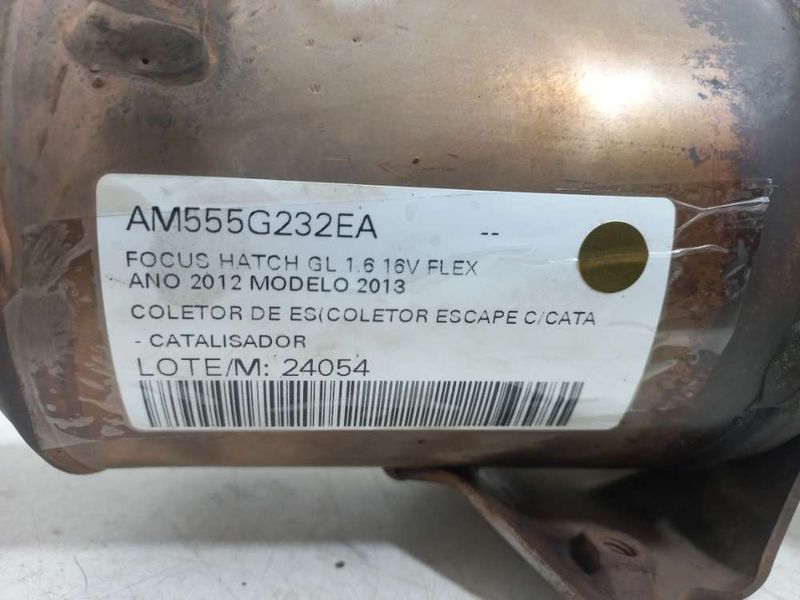 AM555G232EA --
FOCUS HATCH GL 1.6 16V FLEX
ANO 2012 MODELO 2013
COLETOR DE ES(COLETOR ESCAPE C/CATA
- CATALISADOR
LOTE/M: 24054